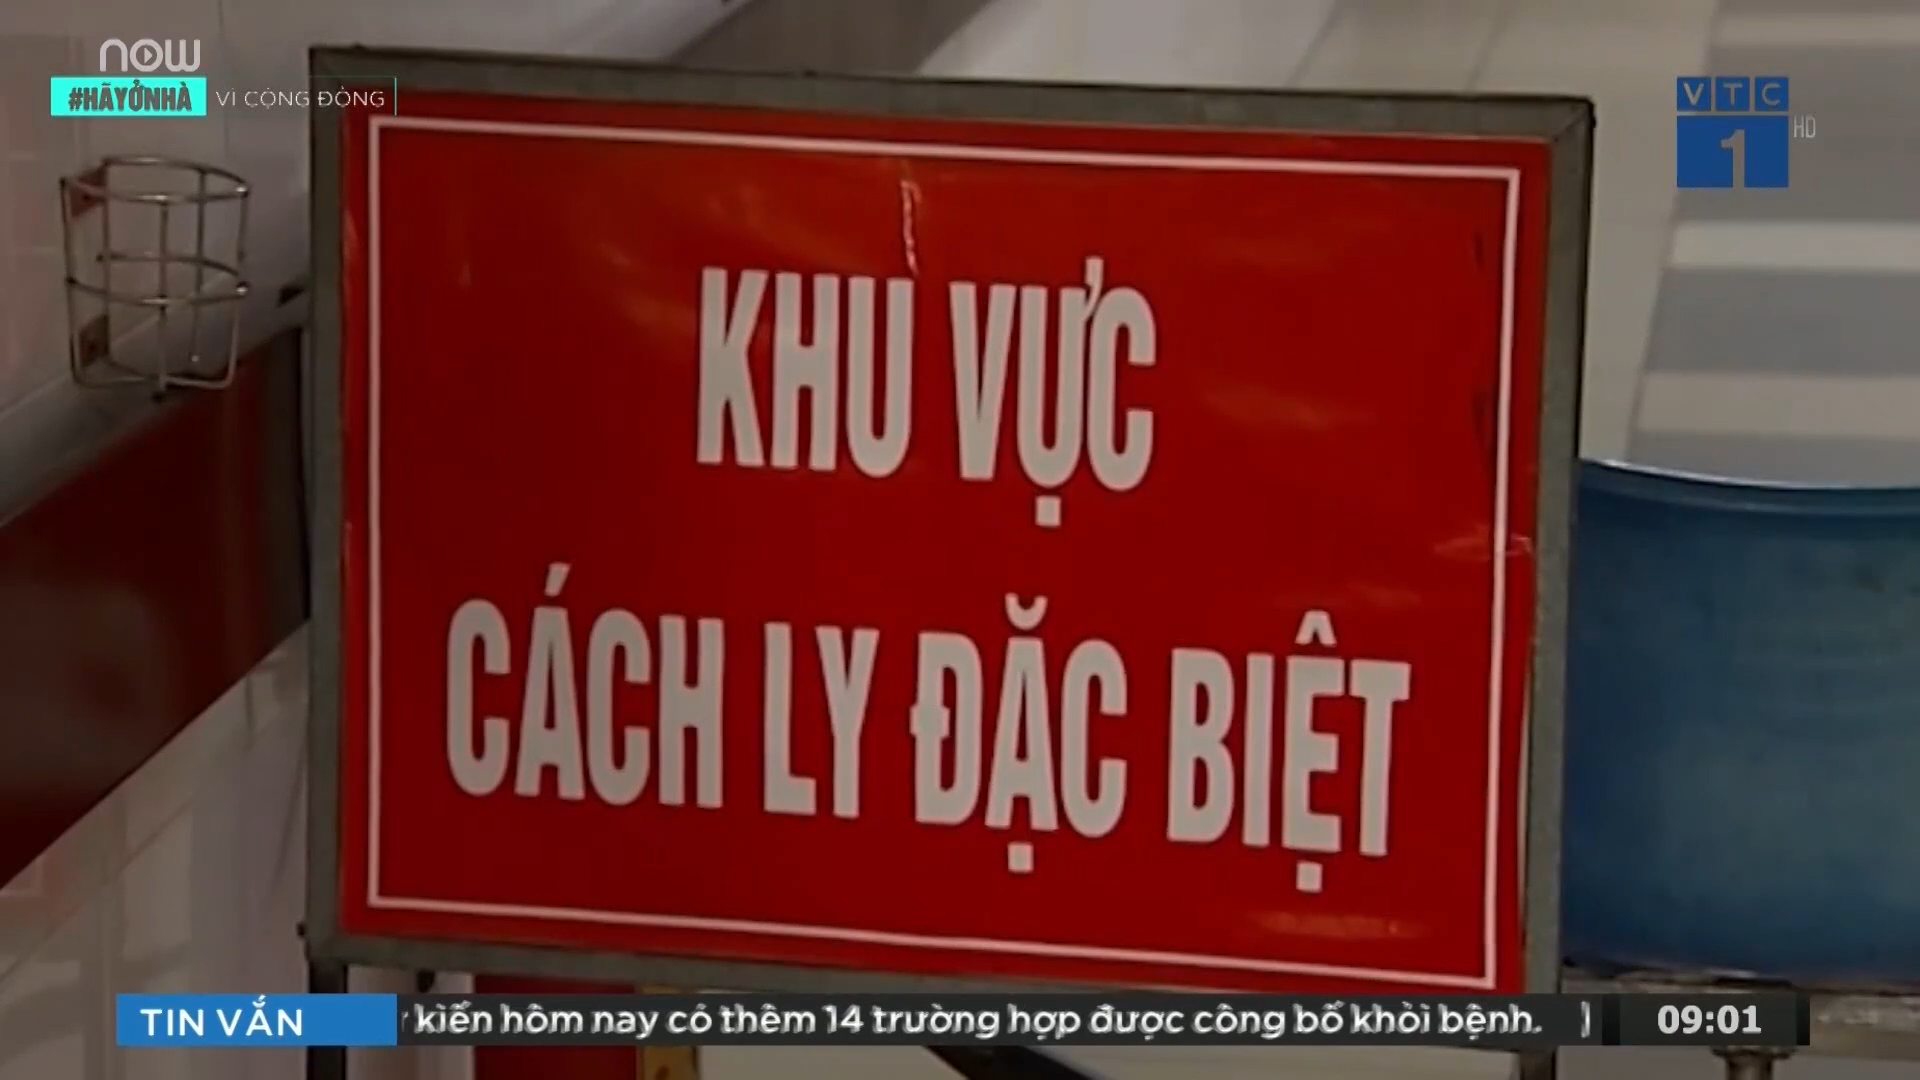 now
#HÃYỞNHÀ VÌ CỘNG ĐỒNG
VTC
1 HD
KHU VỰC
CÁCH LY ĐẶC BIỆT
TIN VẮN kiến hôm nay có thêm 14 trường hợp được công bố khỏi bệnh. 09:01